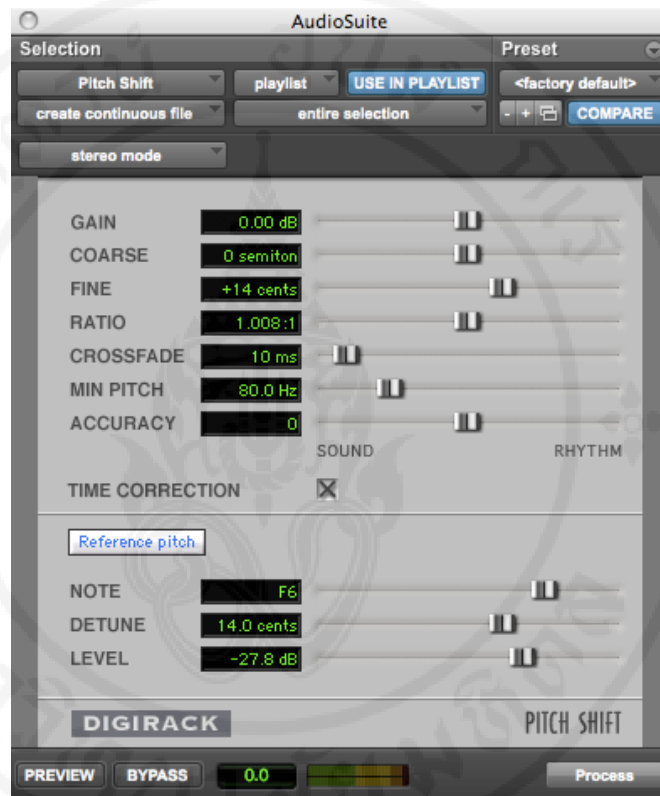 AudioSuite
Selection Preset
Pitch Shift playlist USE IN PLAYLIST <factory default>
create continuous file entire selection - + COMPARE
stereo mode
GAIN 0.00 dB
COARSE 0 semiton
FINE +14 cents
RATIO 1.008:1
CROSSFADE 10 ms
MIN PITCH 80.0 Hz
ACCURACY 0
SOUND RHYTHM
TIME CORRECTION
Reference pitch
NOTE F6
DETUNE 14.0 cents
LEVEL -27.8 dB
DIGIRACK PITCH SHIFT
PREVIEW BYPASS 0.0 Process